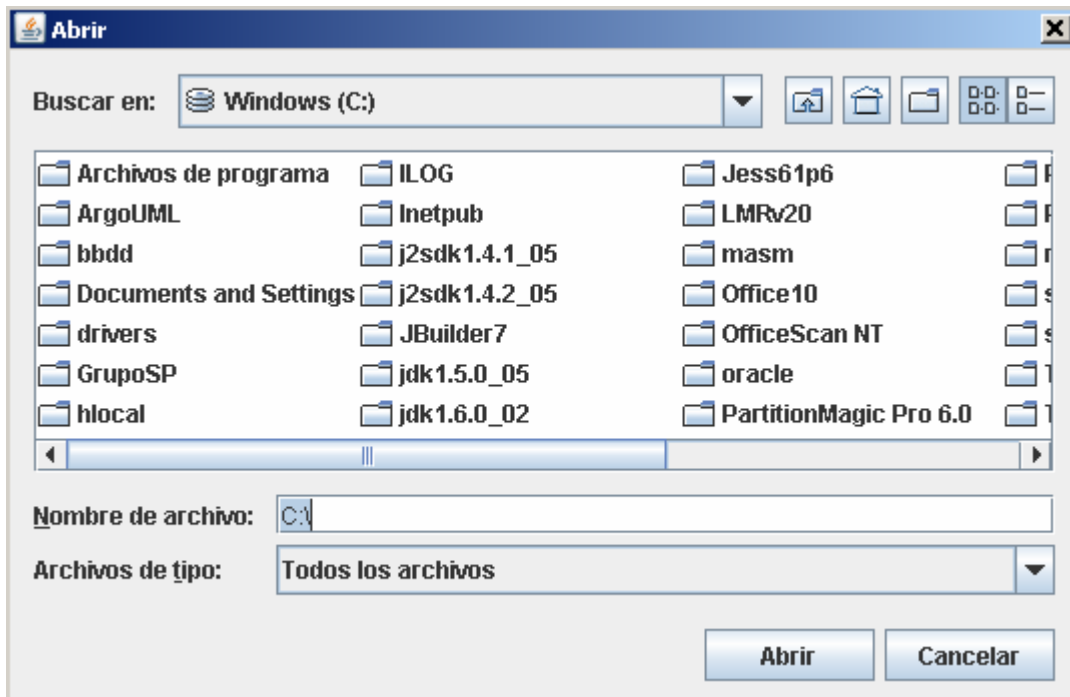 Abrir
Buscar en: Windows (C:)
Archivos de programa ILOG Jess61p6
ArgoUML Inetpub LMRv20
bbdd j2sdk1.4.1_05 masm
Documents and Settings j2sdk1.4.2_05 Office10
drivers JBuilder7 OfficeScan NT
GrupoSP jdk1.5.0_05 oracle
hlocal jdk1.6.0_02 PartitionMagic Pro 6.0
Nombre de archivo: C:\
Archivos de tipo: Todos los archivos
Abrir Cancelar